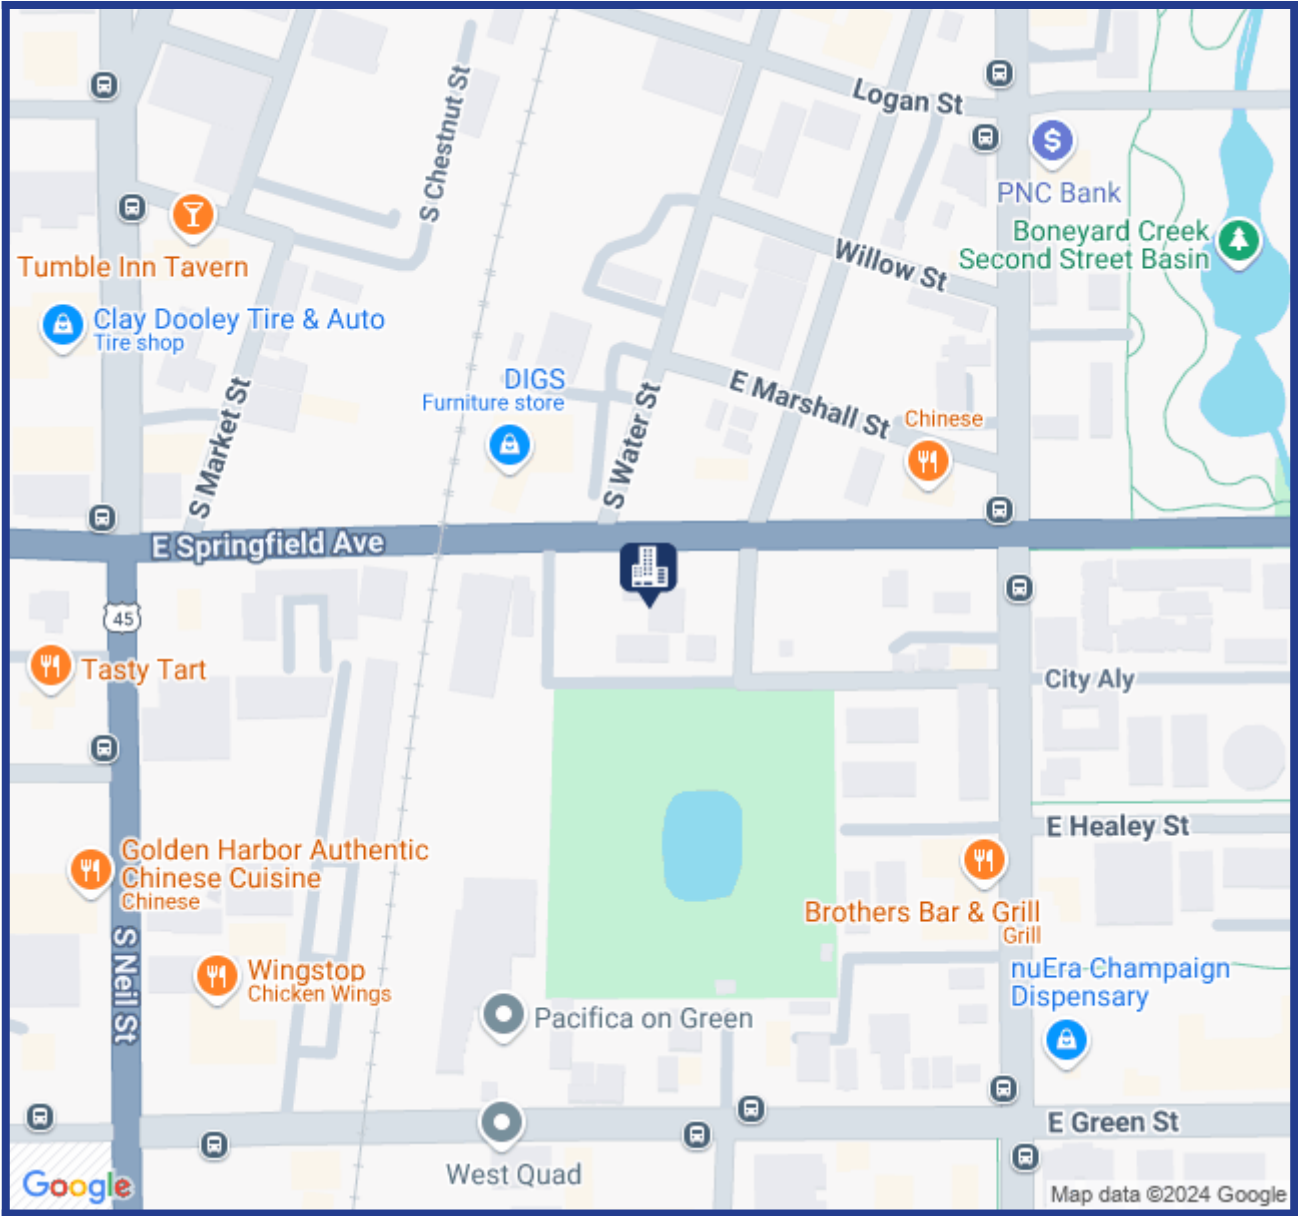 Logan St
S Chestnut St
$
PNC Bank
Boneyard Creek
Second Street Basin
Tumble Inn Tavern
Willow St
Clay Dooley Tire & Auto
Tire shop
DIGS
Furniture store
E Marshall St
Chinese
S Market St
S Water St
E Springfield Ave
45
Tasty Tart
City Aly
E Healey St
Golden Harbor Authentic
Chinese Cuisine
Chinese
Brothers Bar & Grill
Grill
S Neil St
Wingstop
Chicken Wings
nuEra Champaign
Dispensary
Pacifica on Green
E Green St
West Quad
Google
Map data ©2024 Google